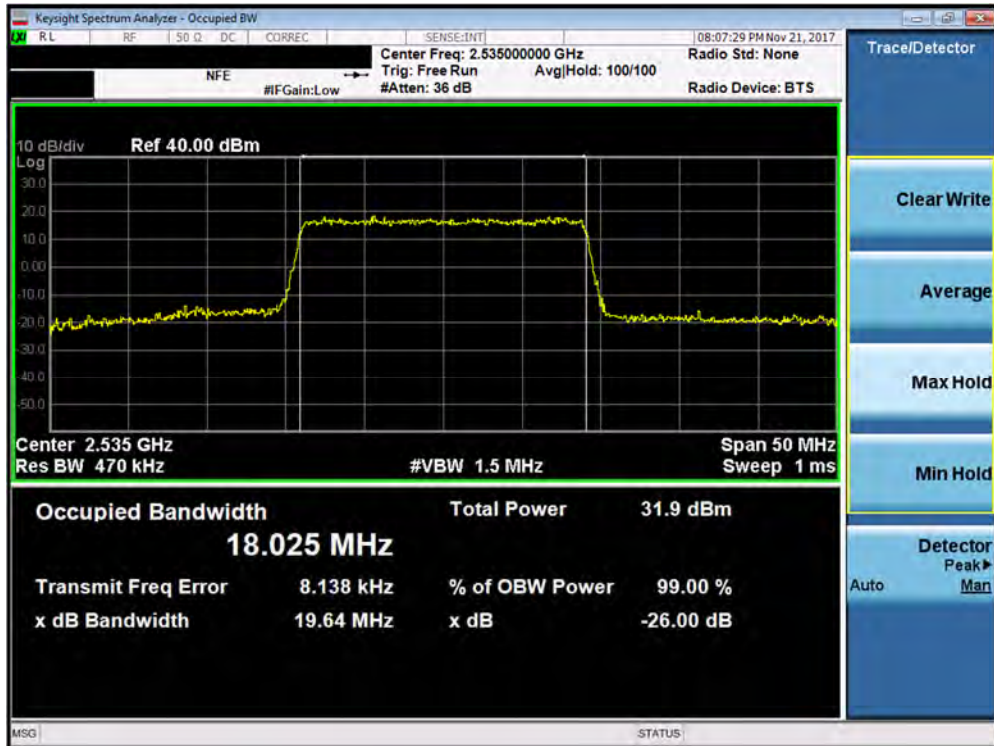 Keysight Spectrum Analyzer - Occupied BW
LXI RL RF 50 Ω DC CORREC SENSE:INT 08:07:29 PM Nov 21, 2017
Center Freq: 2.535000000 GHz Radio Std: None
NFE Trig: Free Run Avg|Hold: 100/100
#IFGain:Low #Atten: 36 dB Radio Device: BTS
10 dB/div Ref 40.00 dBm
Log
30.0
20.0
10.0
0.00
-10.0
-20.0
-30.0
-40.0
-50.0
Center 2.535 GHz Span 50 MHz
Res BW 470 kHz #VBW 1.5 MHz Sweep 1 ms
Occupied Bandwidth Total Power 31.9 dBm
18.025 MHz
Transmit Freq Error 8.138 kHz % of OBW Power 99.00 %
x dB Bandwidth 19.64 MHz x dB -26.00 dB
MSG STATUS
Trace/Detector
Clear Write
Average
Max Hold
Min Hold
Detector
Peak▶
Auto Man